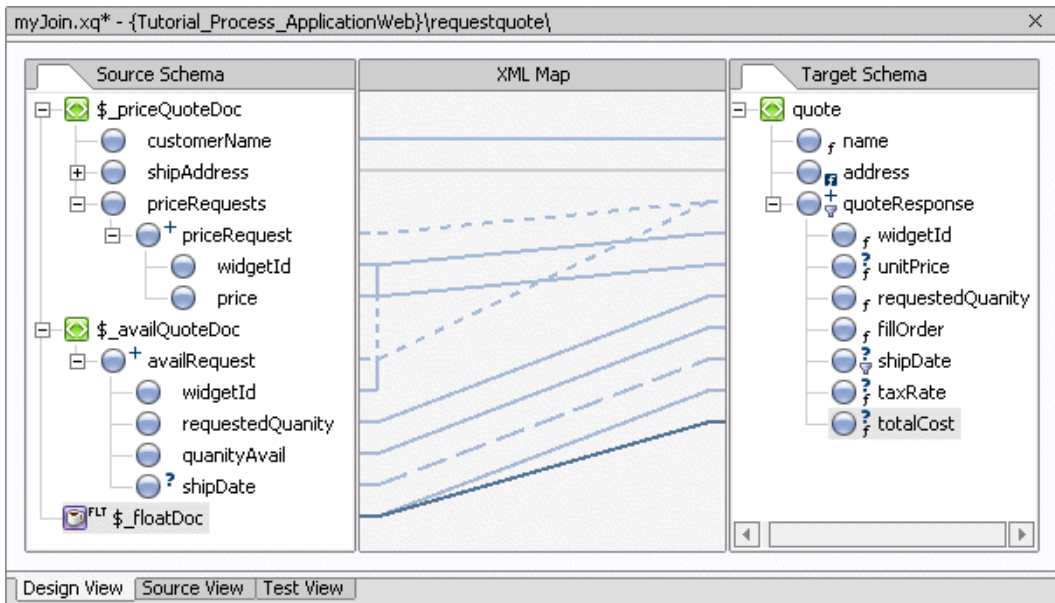 myJoin.xq* - {Tutorial_Process_ApplicationWeb}\requestquote\
Source Schema
$_priceQuoteDoc
customerName
shipAddress
priceRequests
+ priceRequest
widgetId
price
$_availQuoteDoc
+ availRequest
widgetId
requestedQuanity
quanityAvail
? shipDate
FLT $_floatDoc
XML Map
Target Schema
quote
f name
f address
+ quoteResponse
f widgetId
? f unitPrice
f requestedQuanity
f fillOrder
? shipDate
? f taxRate
? f totalCost
Design View Source View Test View